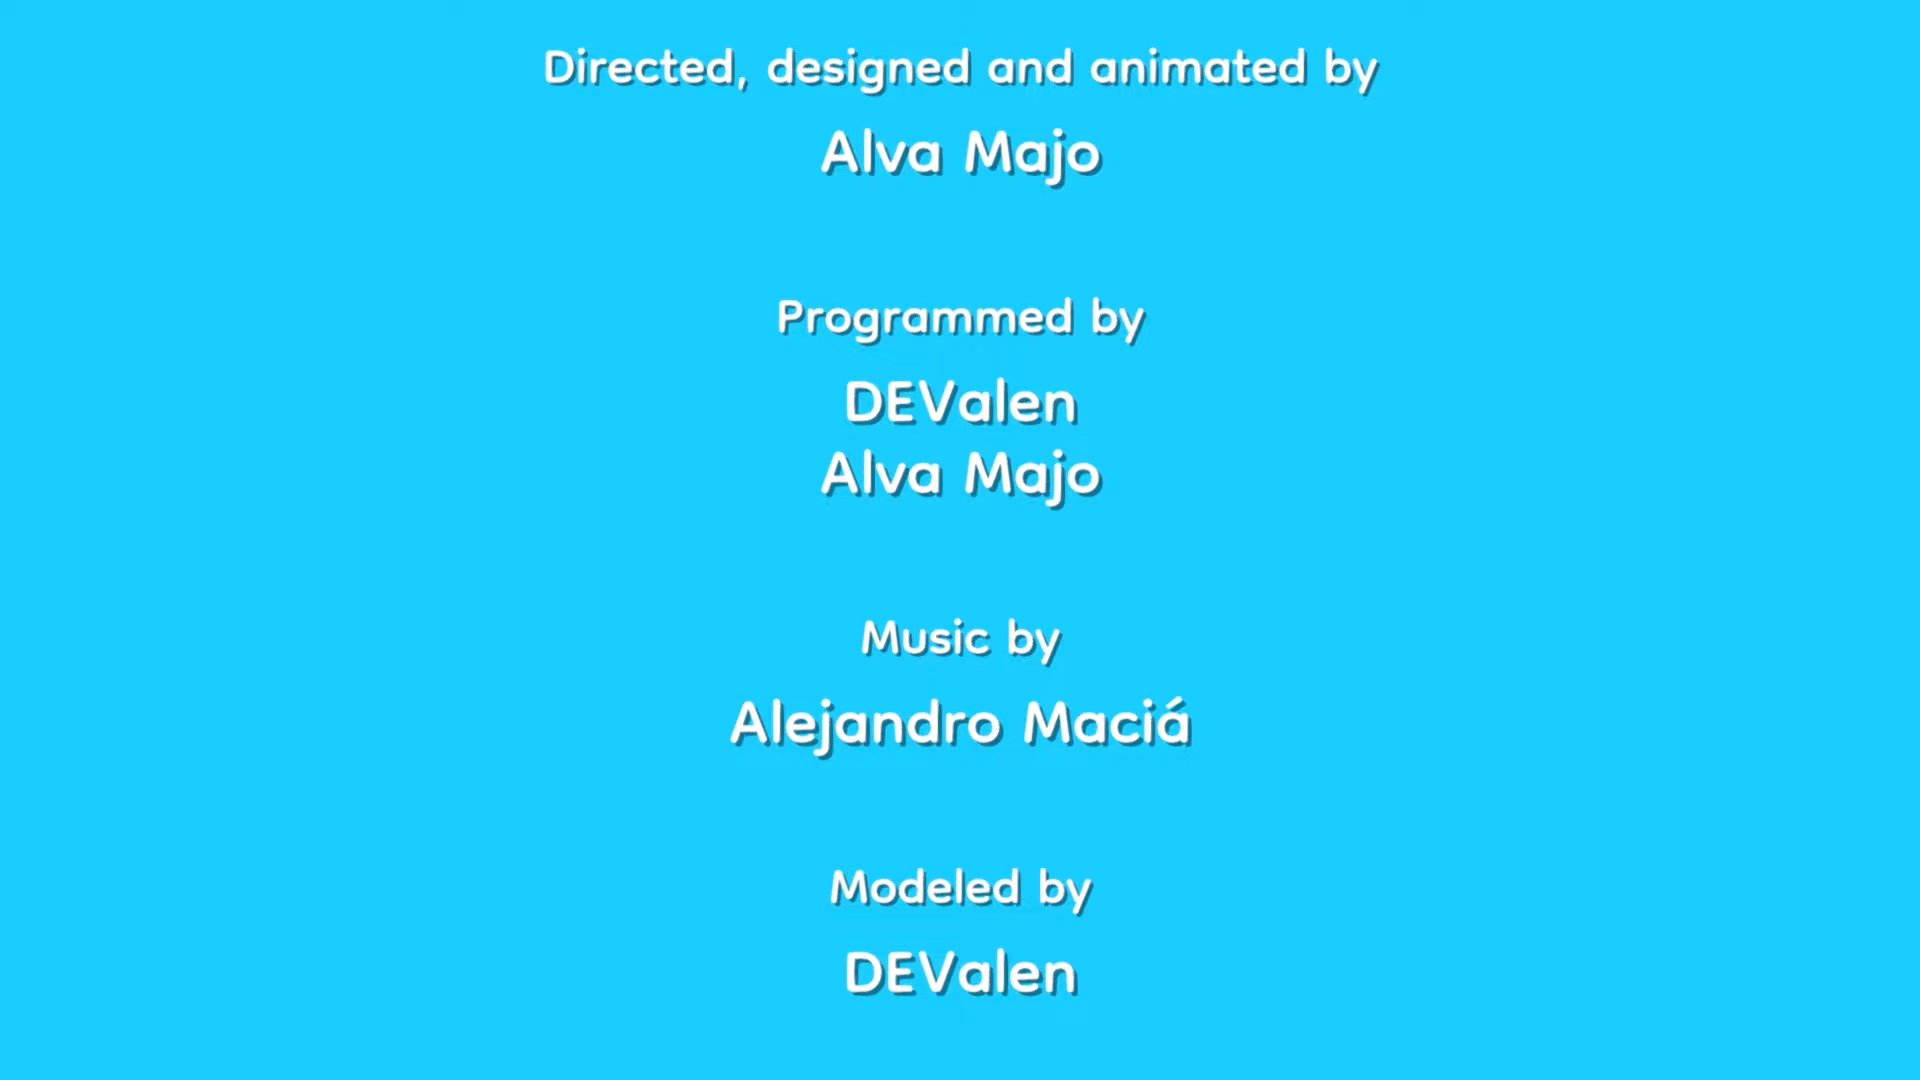 Directed, designed and animated by
Alva Majo
Programmed by
DEValen
Alva Majo
Music by
Alejandro Maciá
Modeled by
DEValen